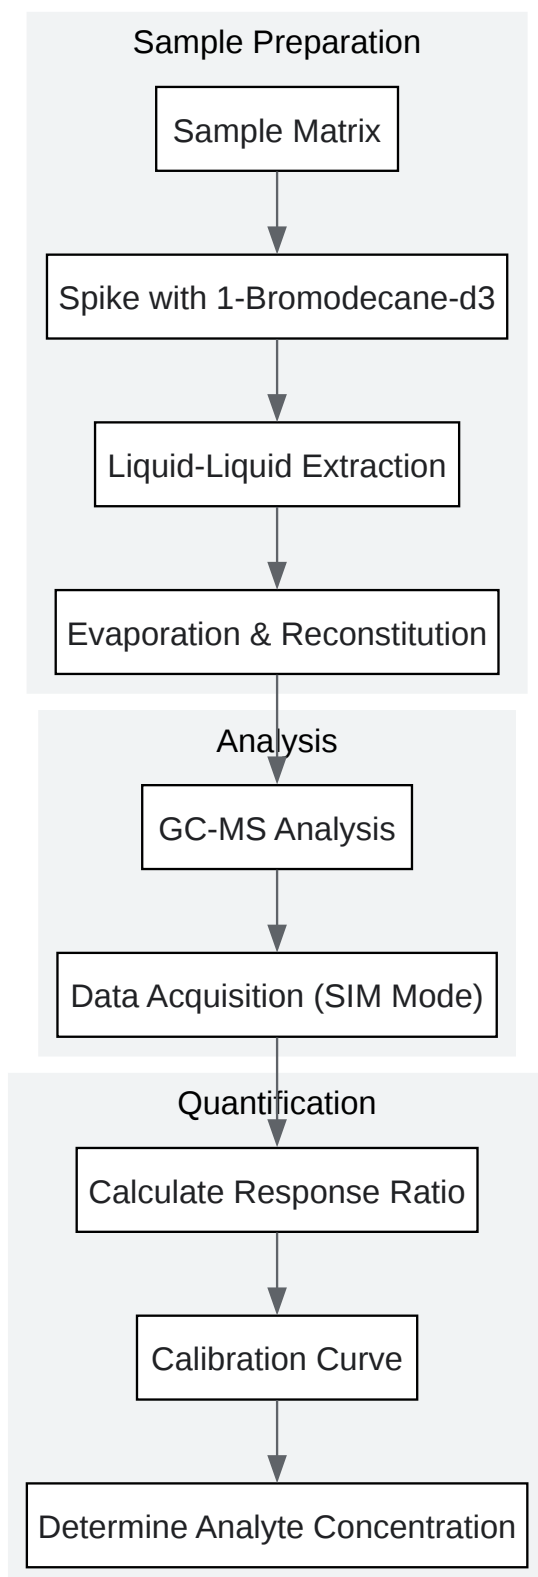 Sample Preparation
Sample Matrix
Spike with 1-Bromodecane-d3
Liquid-Liquid Extraction
Evaporation & Reconstitution
Analysis
GC-MS Analysis
Data Acquisition (SIM Mode)
Quantification
Calculate Response Ratio
Calibration Curve
Determine Analyte Concentration